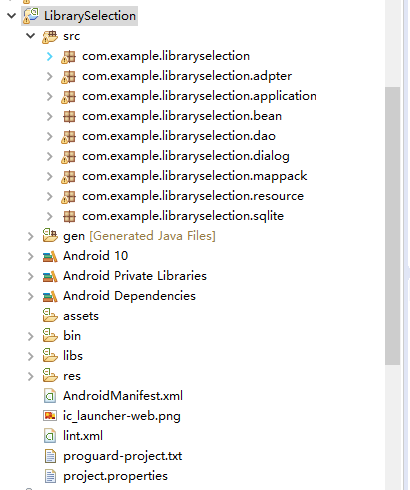 LibrarySelection
src
com.example.libraryselection
com.example.libraryselection.adpter
com.example.libraryselection.application
com.example.libraryselection.bean
com.example.libraryselection.dao
com.example.libraryselection.dialog
com.example.libraryselection.mappack
com.example.libraryselection.resource
com.example.libraryselection.sqlite
gen [Generated Java Files]
Android 10
Android Private Libraries
Android Dependencies
assets
bin
libs
res
AndroidManifest.xml
ic_launcher-web.png
lint.xml
proguard-project.txt
project.properties